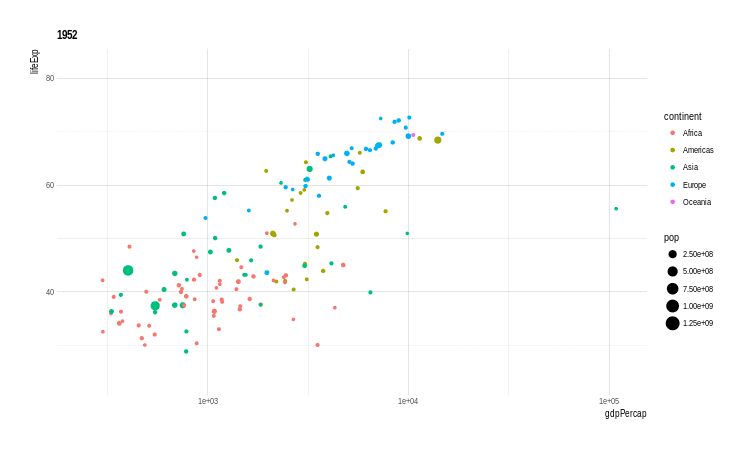 1952
lifeExp
80
60
40
1e+03
1e+04
1e+05
gdpPercap
continent
Africa
Americas
Asia
Europe
Oceania
pop
2.50e+08
5.00e+08
7.50e+08
1.00e+09
1.25e+09